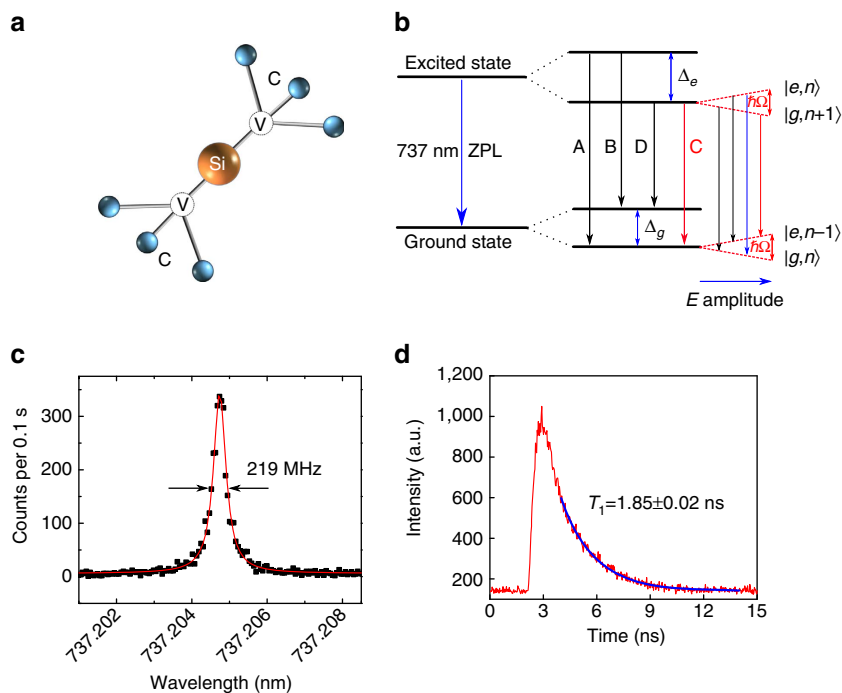 a
C
V
Si
V
C
b
Excited state
Δe
|e,n⟩
ħΩ
|g,n+1⟩
737 nm ZPL
A
B
D
C
Ground state
Δg
|e,n–1⟩
ħΩ
|g,n⟩
E amplitude
c
Counts per 0.1 s
300
200
100
0
219 MHz
737.202
737.204
737.206
737.208
Wavelength (nm)
d
Intensity (a.u.)
1,200
1,000
800
600
400
200
T1=1.85±0.02 ns
0
3
6
9
12
15
Time (ns)